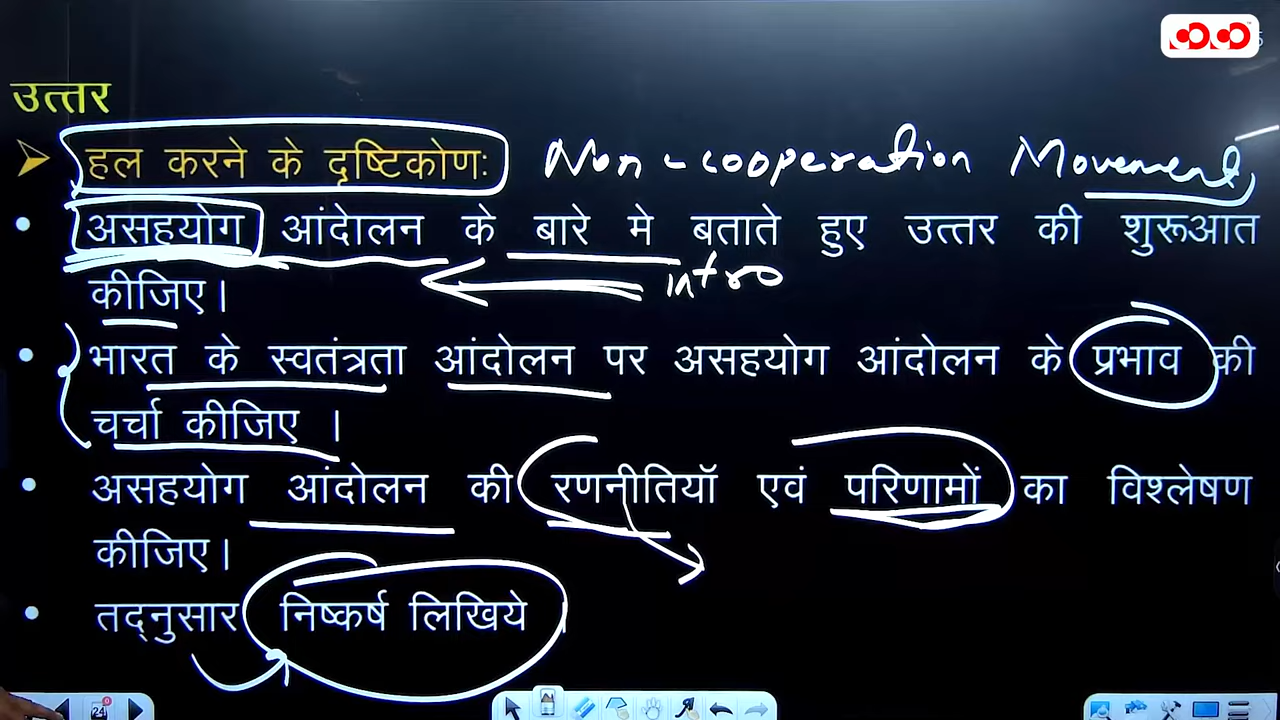 उत्तर
हल करने के दृष्टिकोण: Non-cooperation Movement
असहयोग आंदोलन के बारे मे बताते हुए उत्तर की शुरूआत
intro
कीजिए।
भारत के स्वतंत्रता आंदोलन पर असहयोग आंदोलन के प्रभाव की
चर्चा कीजिए ।
असहयोग आंदोलन की रणनीतियॉ एवं परिणामों का विश्लेषण
कीजिए।
तद्नुसार निष्कर्ष लिखिये
24